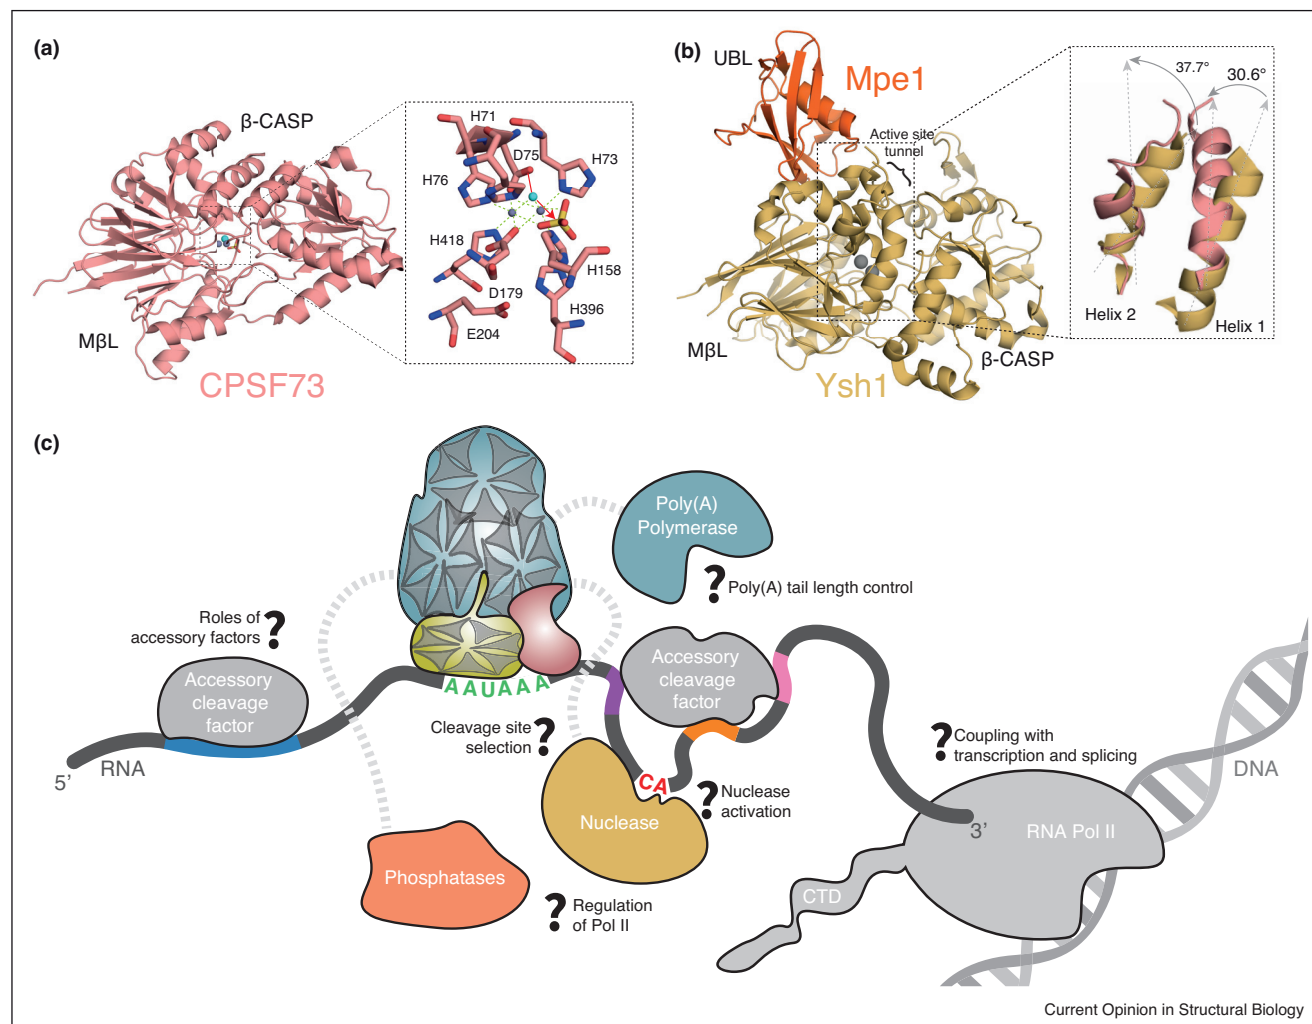 (a)
β-CASP
MβL
CPSF73
H71
D75
H73
H76
H418
H158
D179
H396
E204
(b)
UBL
Mpe1
Active site
tunnel
MβL
Ysh1
β-CASP
37.7°
30.6°
Helix 2
Helix 1
(c)
Poly(A)
Polymerase
? Poly(A) tail length control
Roles of
accessory factors ?
Accessory
cleavage
factor
AAUAAA
Accessory
cleavage
factor
5’
RNA
Cleavage site
selection ?
CA
Nuclease
? Nuclease
activation
? Coupling with
transcription and splicing
DNA
3’
RNA Pol II
CTD
Phosphatases
? Regulation
of Pol II
Current Opinion in Structural Biology